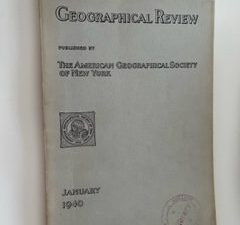 GEOGRAPHICAL REVIEW
PUBLISHED BY
THE AMERICAN GEOGRAPHICAL SOCIETY
OF NEW YORK
JANUARY
1940